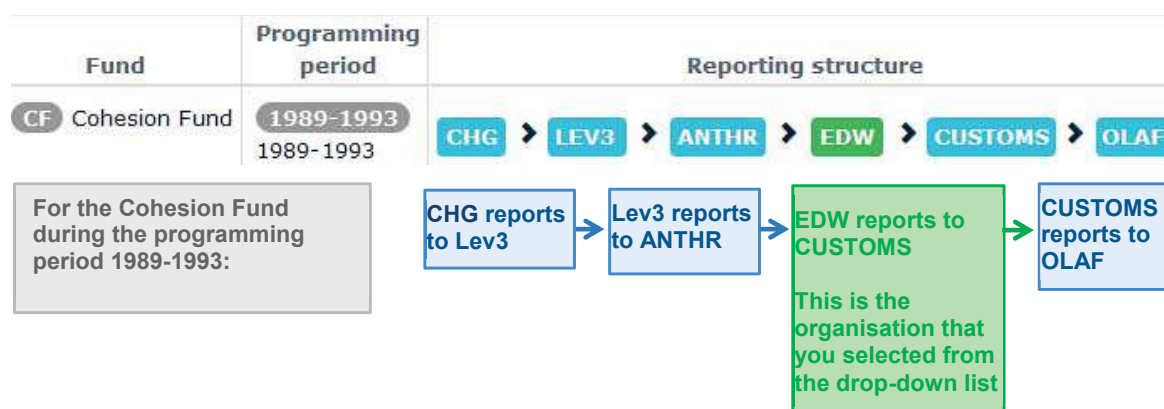 Fund
Programming
period
Reporting structure
CF Cohesion Fund
1989-1993
1989-1993
CHG LEV3 ANTHR EDW CUSTOMS OLAF
For the Cohesion Fund
during the programming
period 1989-1993:
CHG reports
to Lev3
Lev3 reports
to ANTHR
EDW reports to
CUSTOMS
This is the
organisation that
you selected from
the drop-down list
CUSTOMS
reports to
OLAF